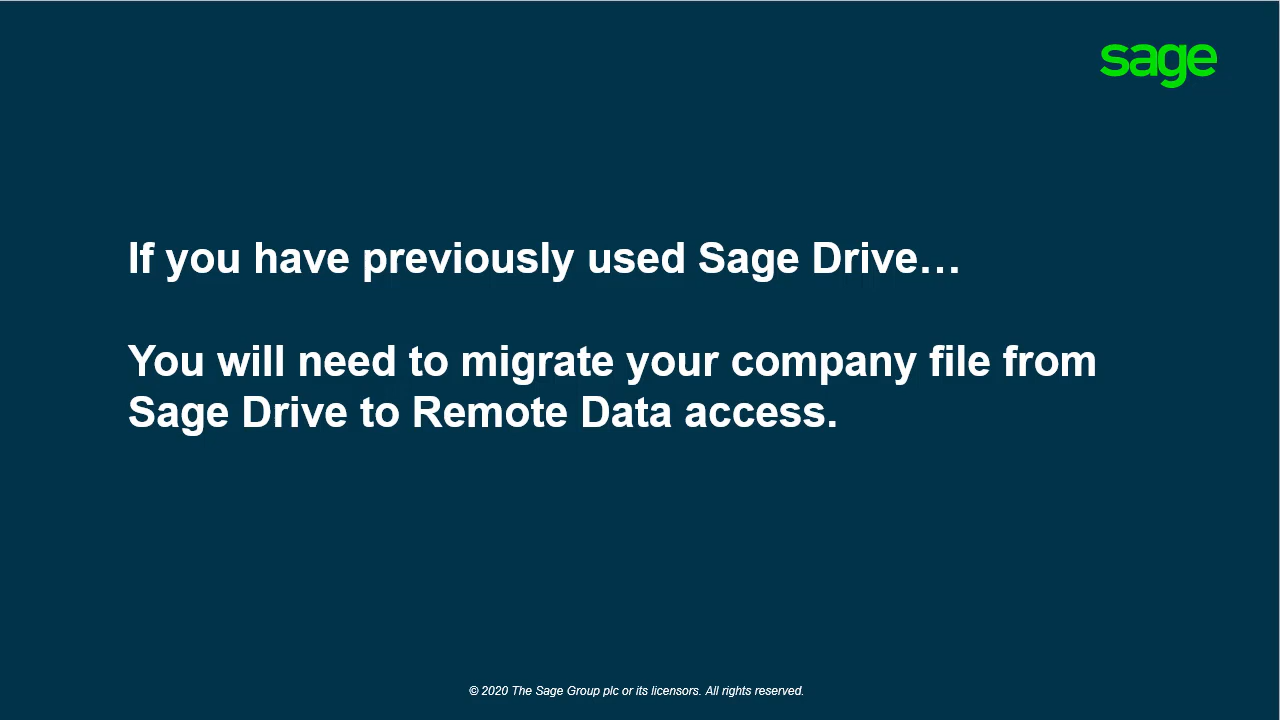 sage
If you have previously used Sage Drive…
You will need to migrate your company file from
Sage Drive to Remote Data access.
© 2020 The Sage Group plc or its licensors. All rights reserved.